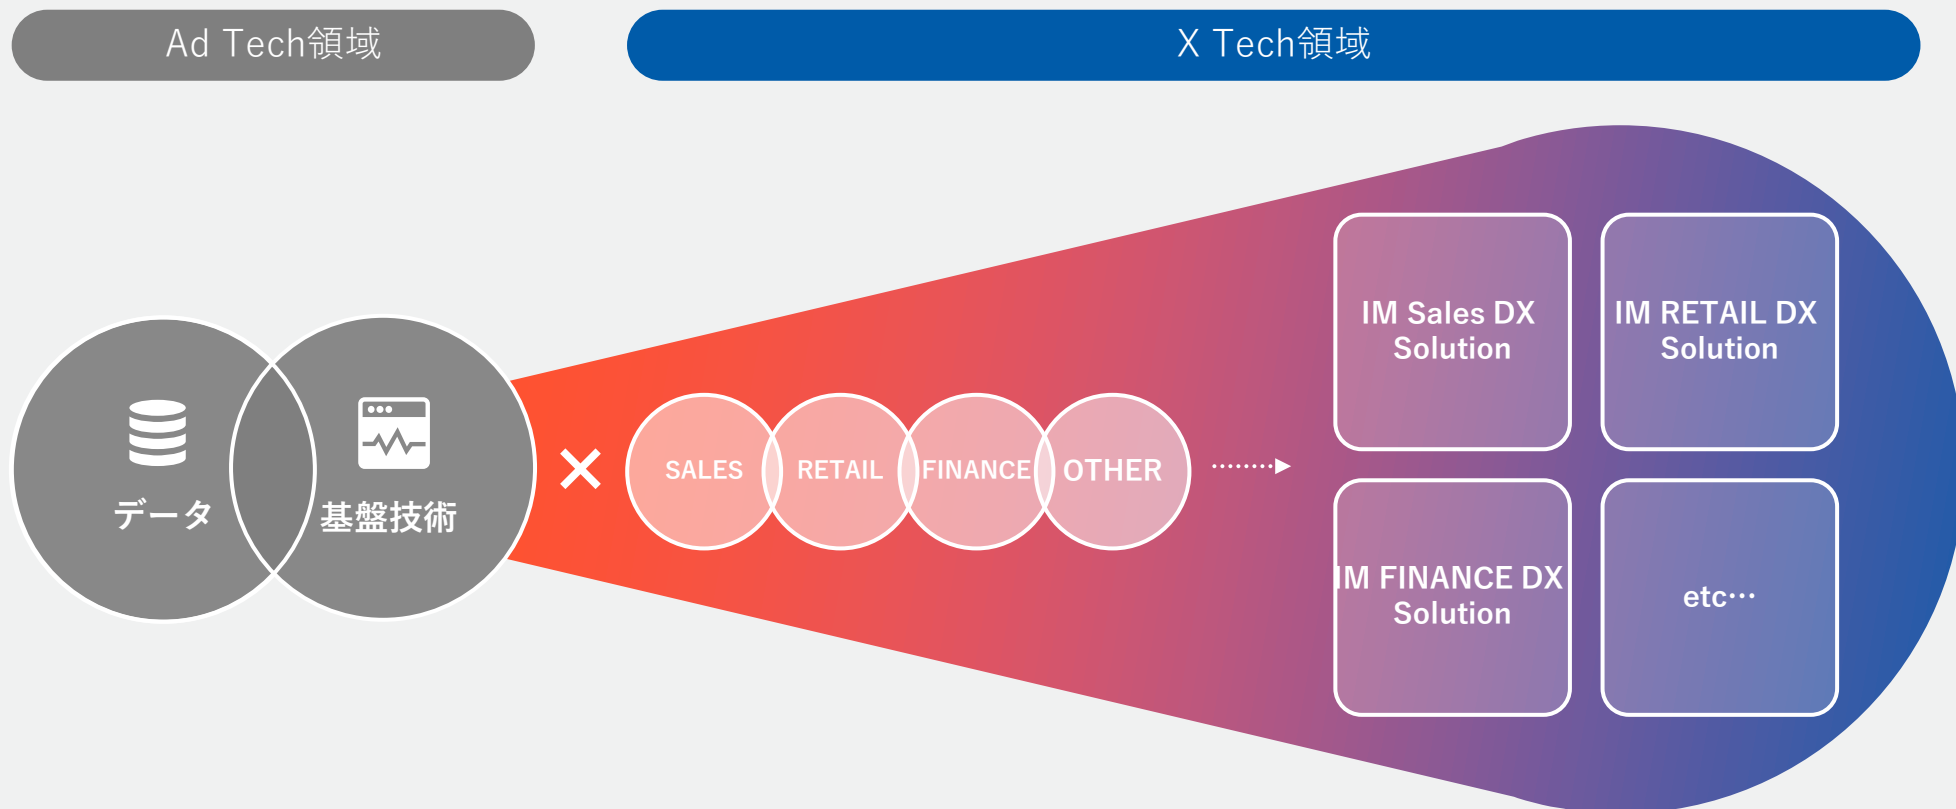 Ad Tech領域
X Tech領域
データ
基盤技術
×
SALES
RETAIL
FINANCE
OTHER
IM Sales DX
Solution
IM RETAIL DX
Solution
IM FINANCE DX
Solution
etc…